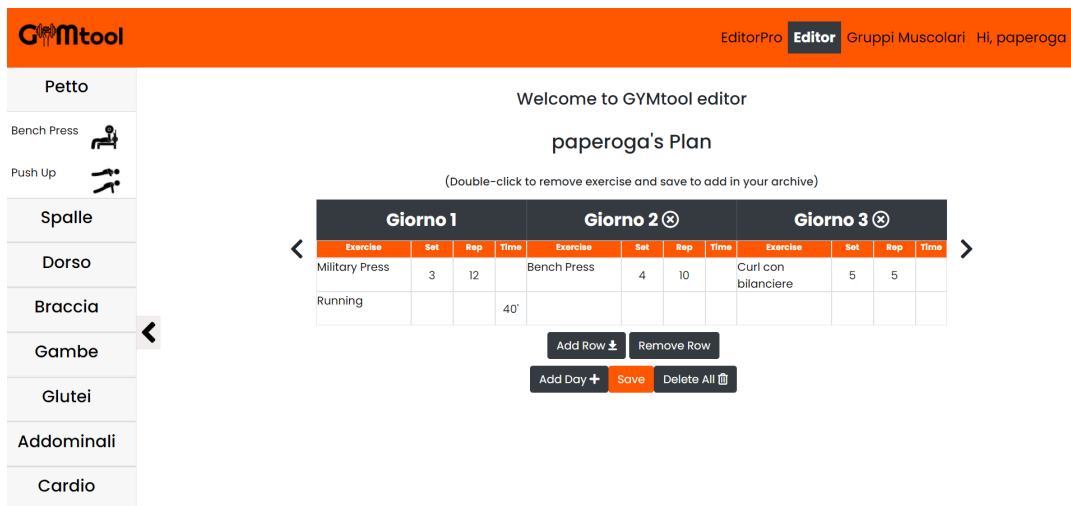 GYMtool
EditorPro Editor Gruppi Muscolari Hi, paperoga
Petto
Bench Press
Push Up
Spalle
Dorso
Braccia
Gambe
Glutei
Addominali
Cardio
Welcome to GYMtool editor
paperoga's Plan
(Double-click to remove exercise and save to add in your archive)
Giorno 1 Giorno 2 Giorno 3
Exercise Set Rep Time Exercise Set Rep Time Exercise Set Rep Time
Military Press 3 12 Bench Press 4 10 Curl con bilanciere 5 5
Running 40'
Add Row Remove Row
Add Day Save Delete All